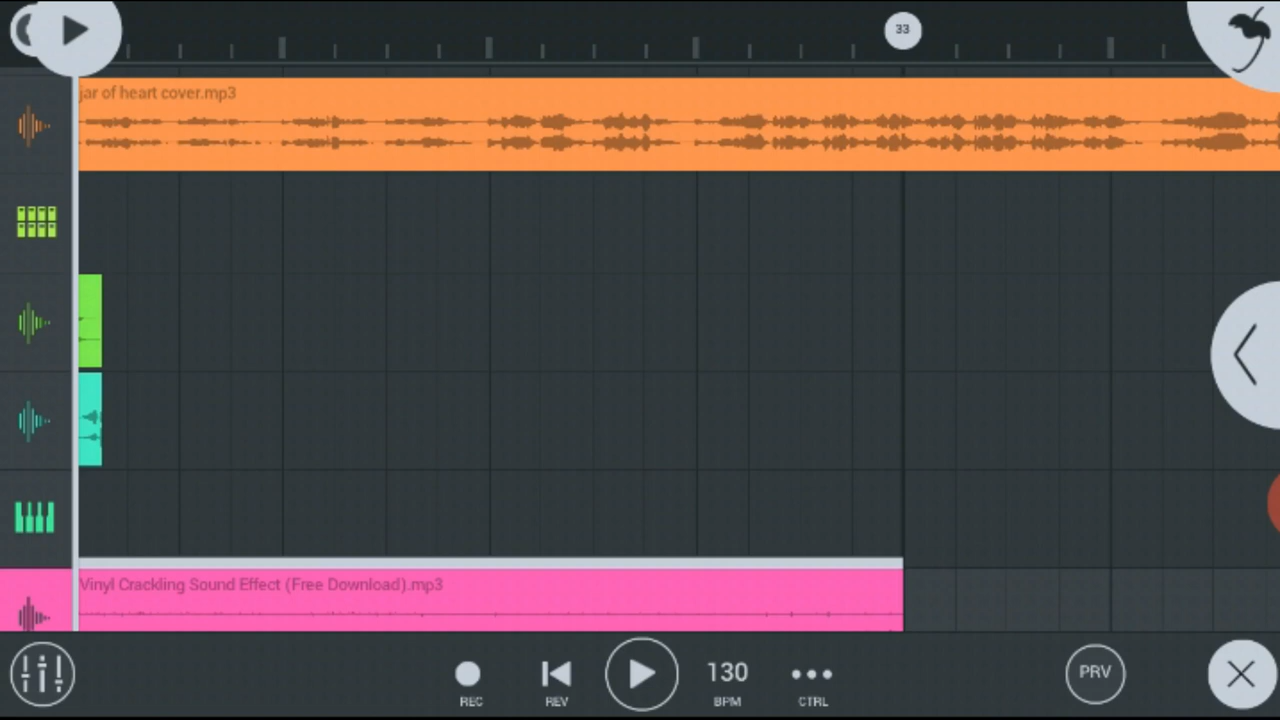 33
jar of heart cover.mp3
Vinyl Crackling Sound Effect (Free Download).mp3
130
PRV
REC
REV
BPM
CTRL